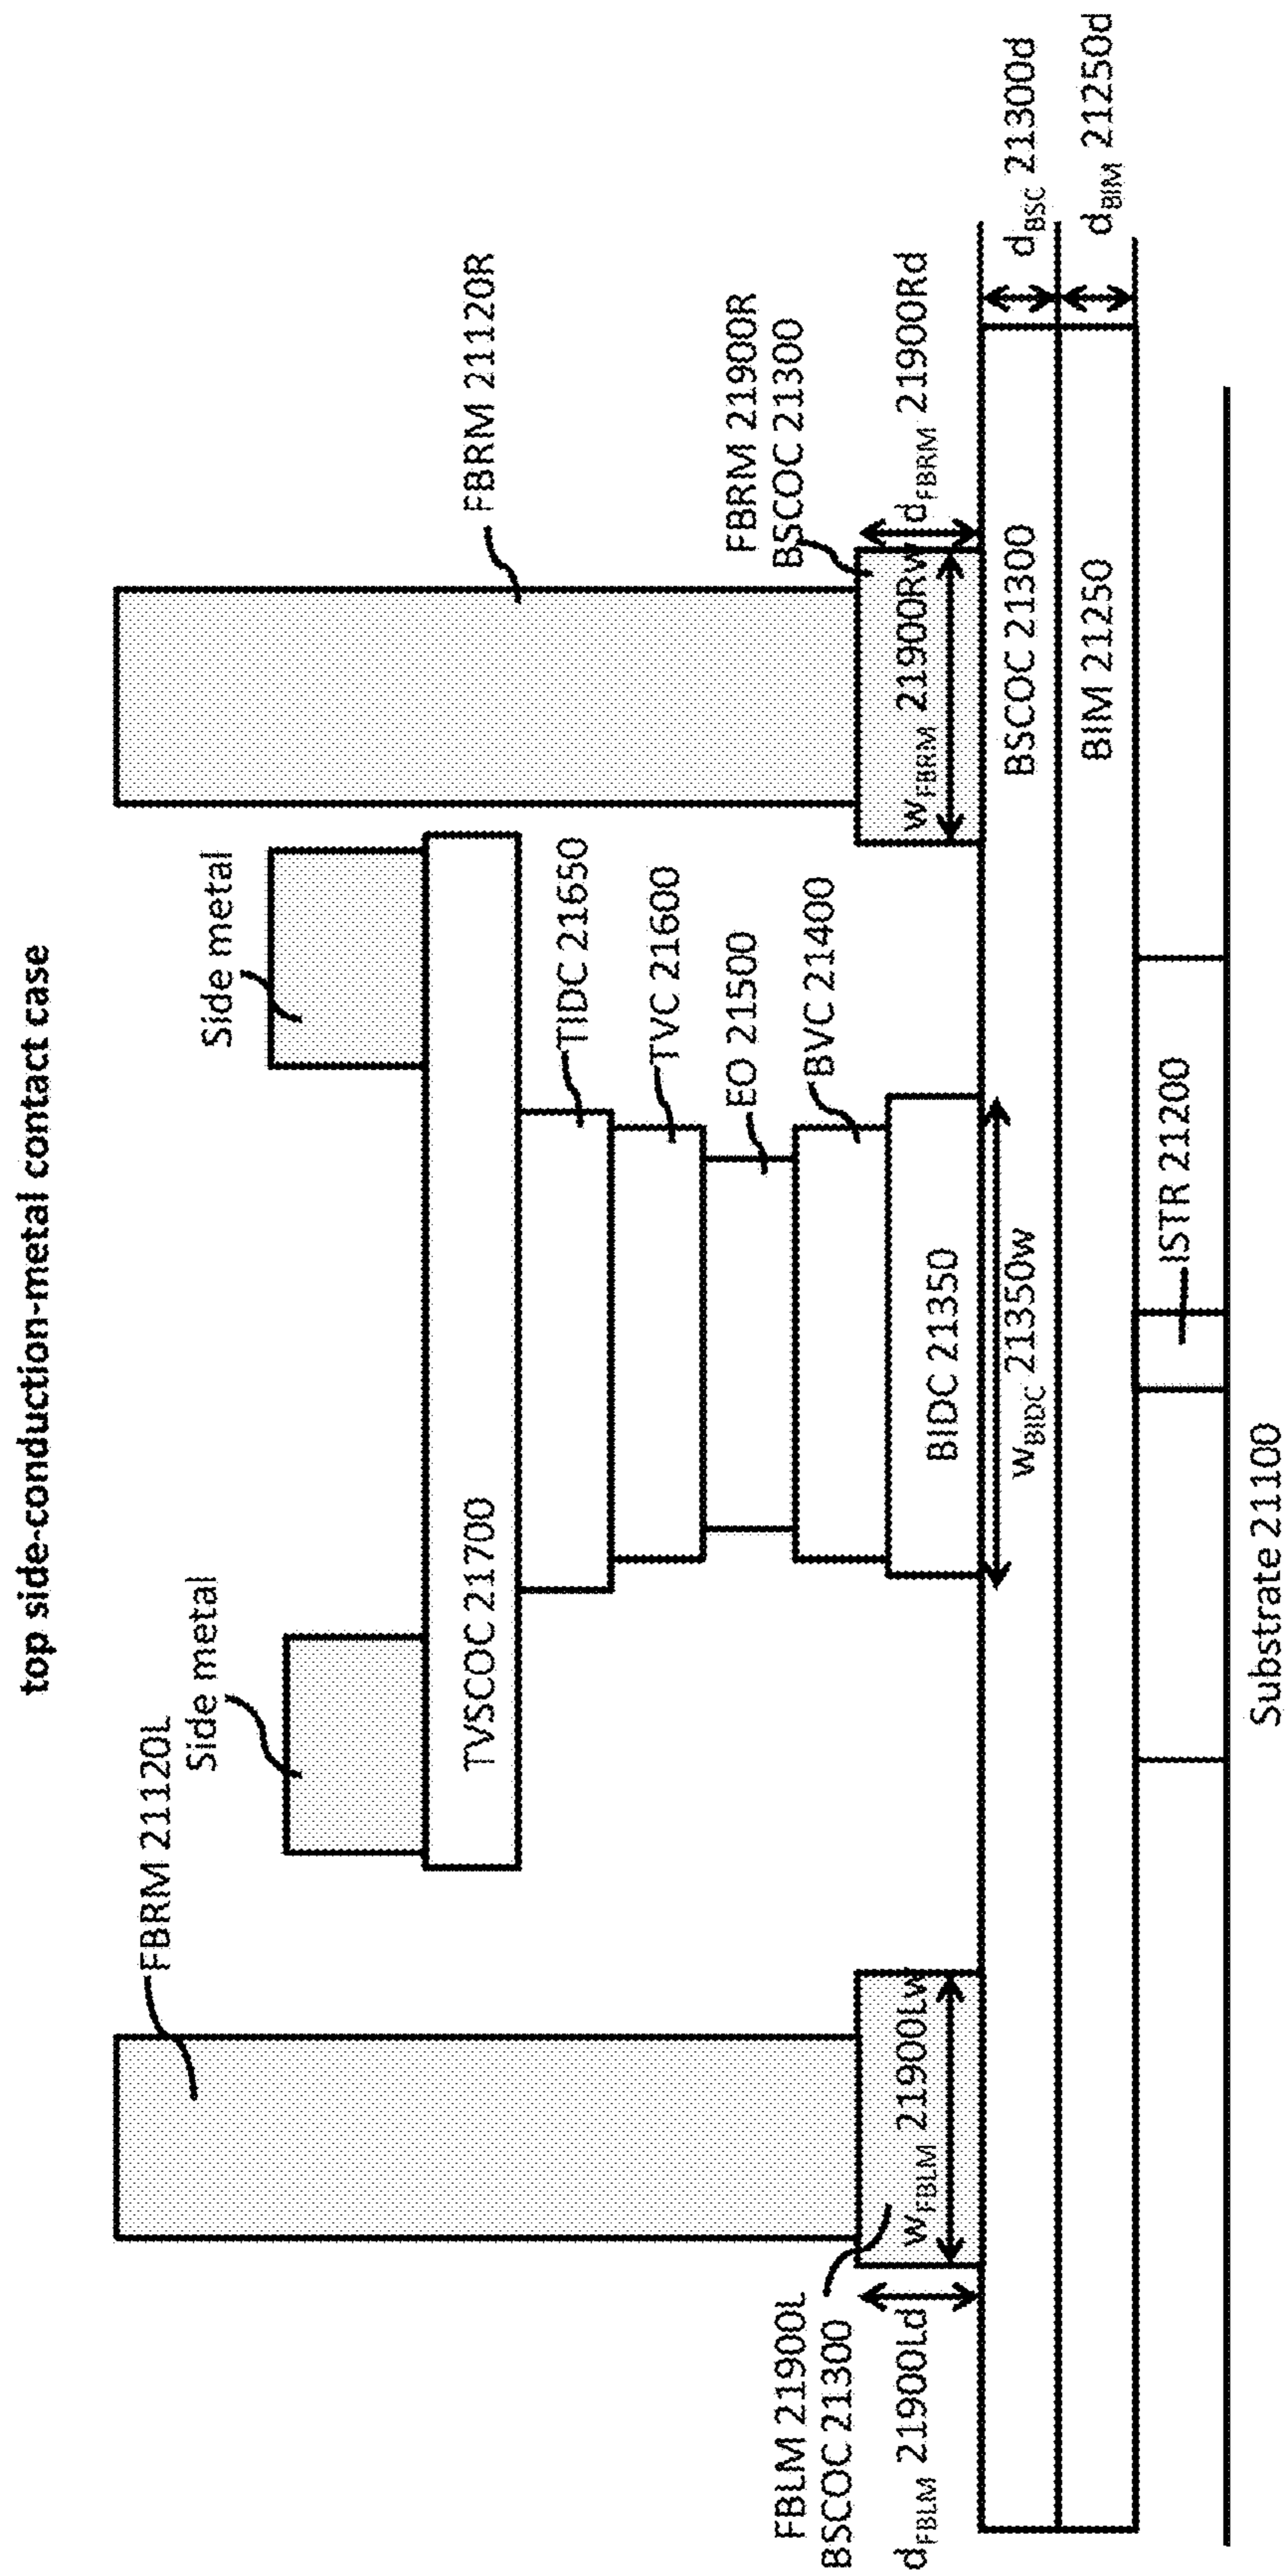 top side-conduction-metal contact case
FBRM 21120L
Side metal
Side metal
FBRM 21120R
TVSCOC 21700
TIDC 21650
TVC 21600
EO 21500
BVC 21400
BIDC 21350
wBIDC 21350w
FBLM 21900L
BSCOC 21300
dFBLM 21900Ld
wFBLM 21900Lw
FBRM 21900R
BSCOC 21300
wFBRM 21900Rw
dFBRM 21900Rd
BSCOC 21300
dBSC 21300d
BIM 21250
dBIM 21250d
ISTR 21200
Substrate 21100